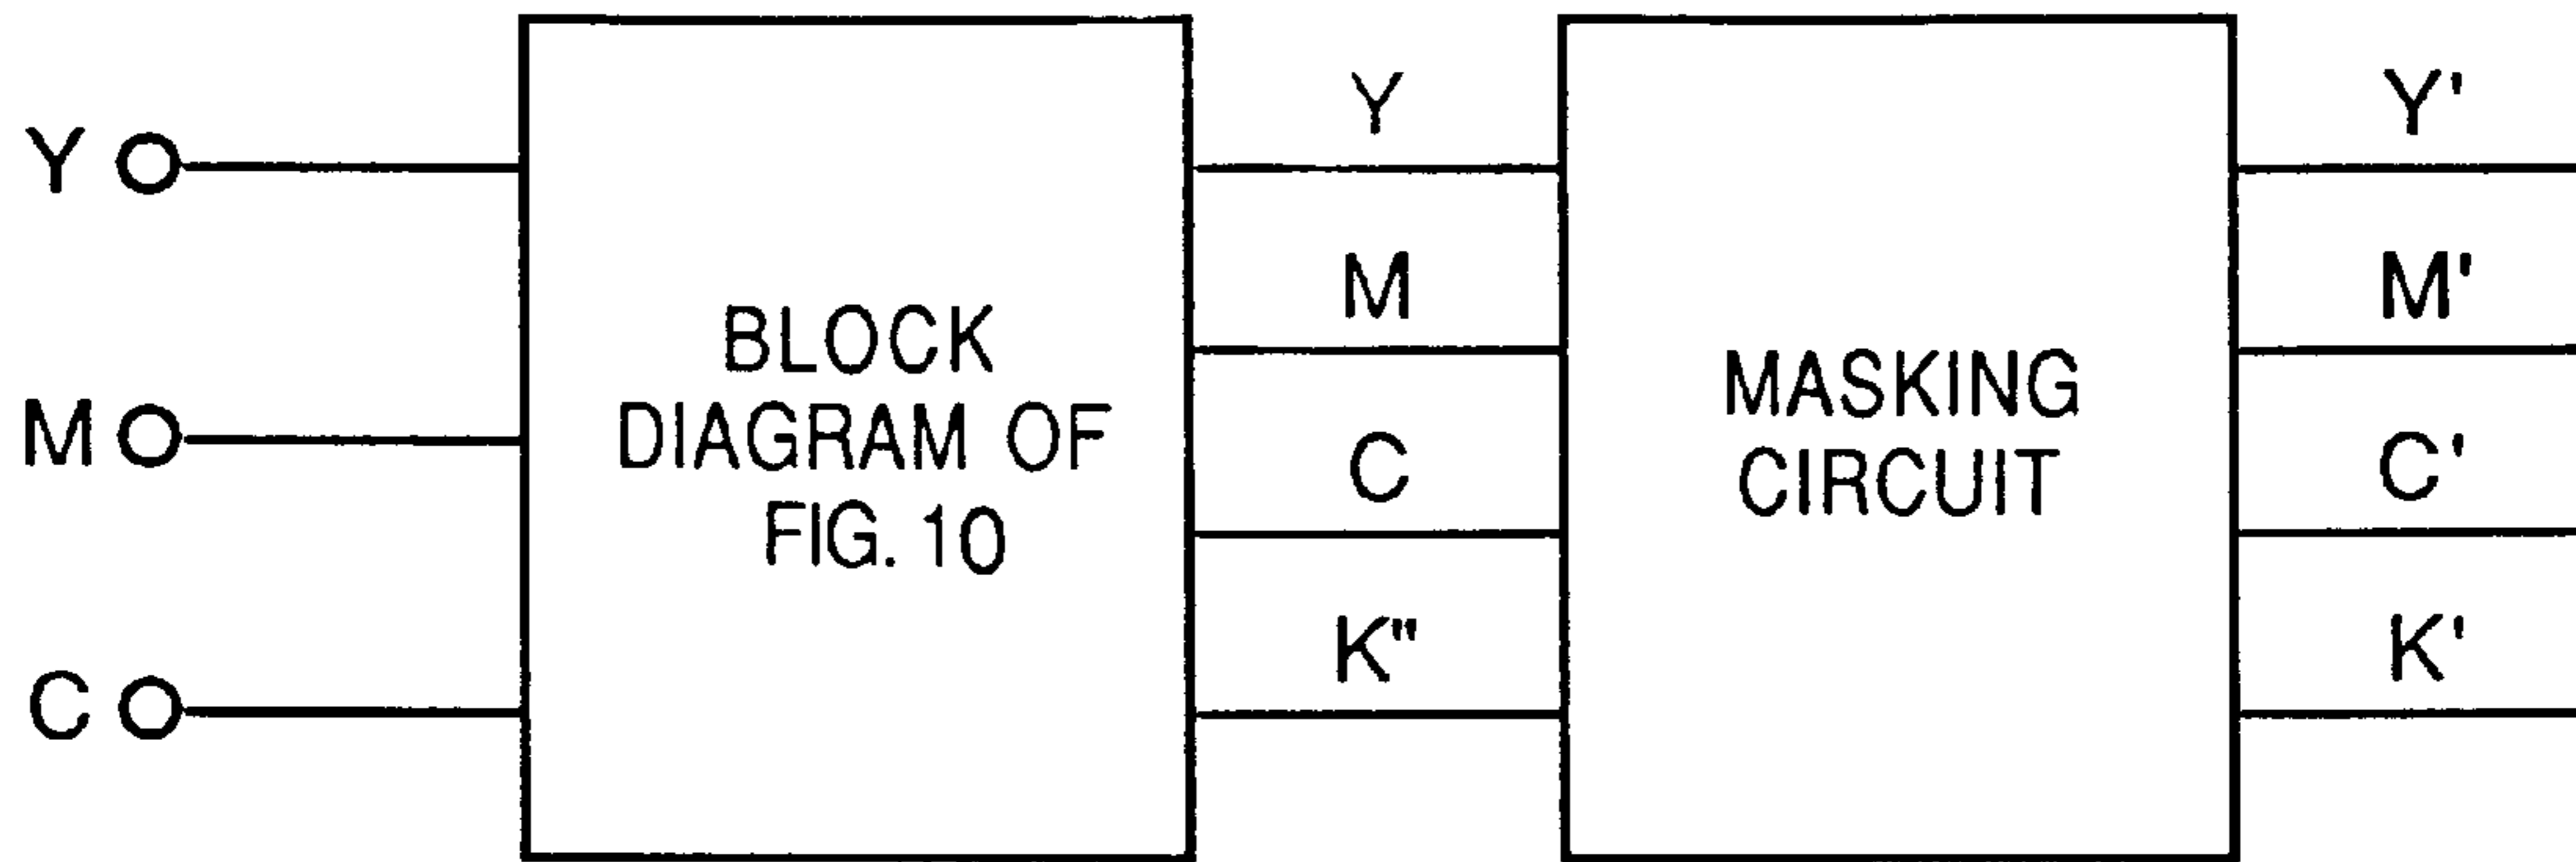 Y
M
C
BLOCK
DIAGRAM OF
FIG. 10
Y
M
C
K"
MASKING
CIRCUIT
Y'
M'
C'
K'